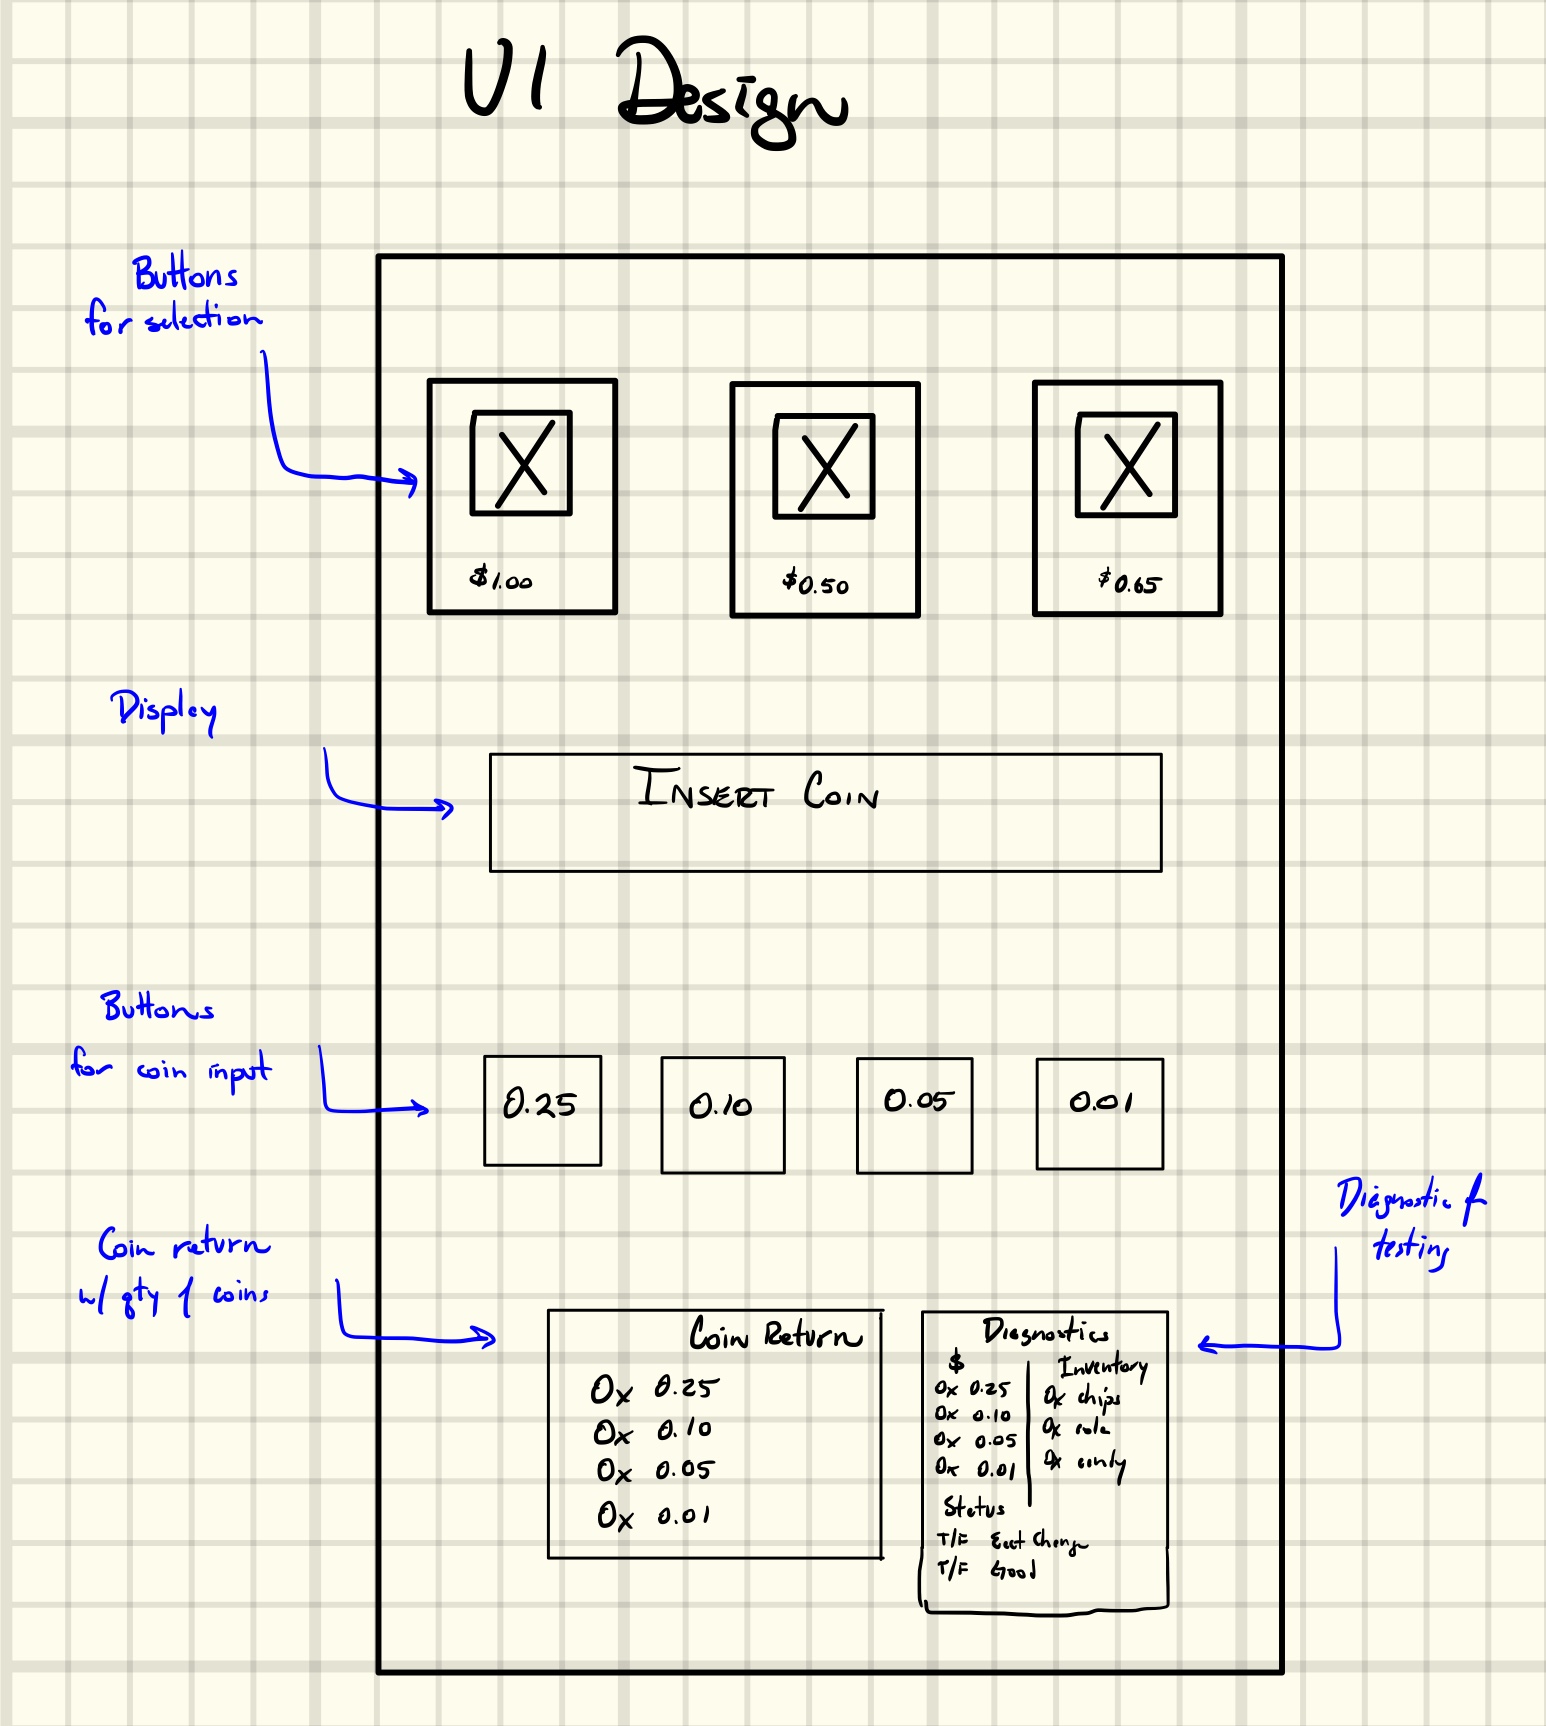 UI Design
Buttons
for selection
$1.00
$0.50
$0.65
Display
INSERT COIN
Buttons
for coin input
0.25
0.10
0.05
0.01
Coin return
w/ qty of coins
Diagnostic &
testing
Coin Return
0x 0.25
0x 0.10
0x 0.05
0x 0.01
Diagnostics
$
0x 0.25
0x 0.10
0x 0.05
0x 0.01
Inventory
0x chips
0x cola
0x candy
Status
T/F Exact Change
T/F Good